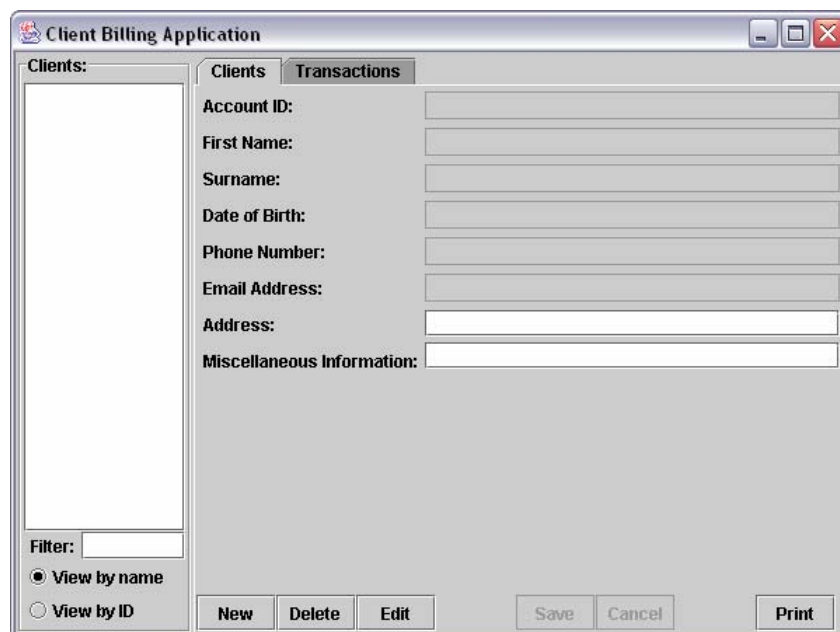 Client Billing Application
Clients:
Clients Transactions
Account ID:
First Name:
Surname:
Date of Birth:
Phone Number:
Email Address:
Address:
Miscellaneous Information:
Filter:
View by name
View by ID
New Delete Edit Save Cancel Print